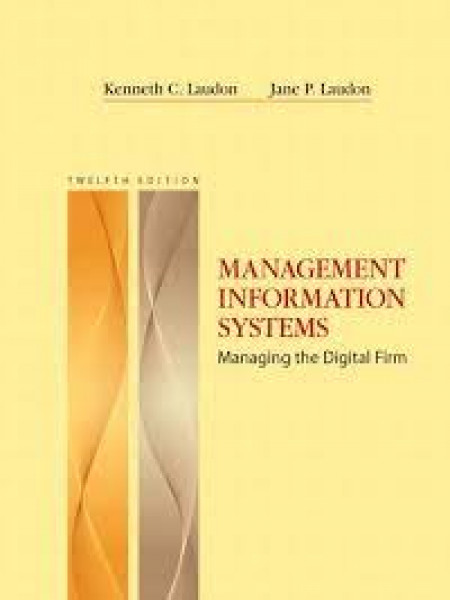 Kenneth C. Laudon Jane P. Laudon
TWELFTH EDITION
MANAGEMENT
INFORMATION
SYSTEMS
Managing the Digital Firm